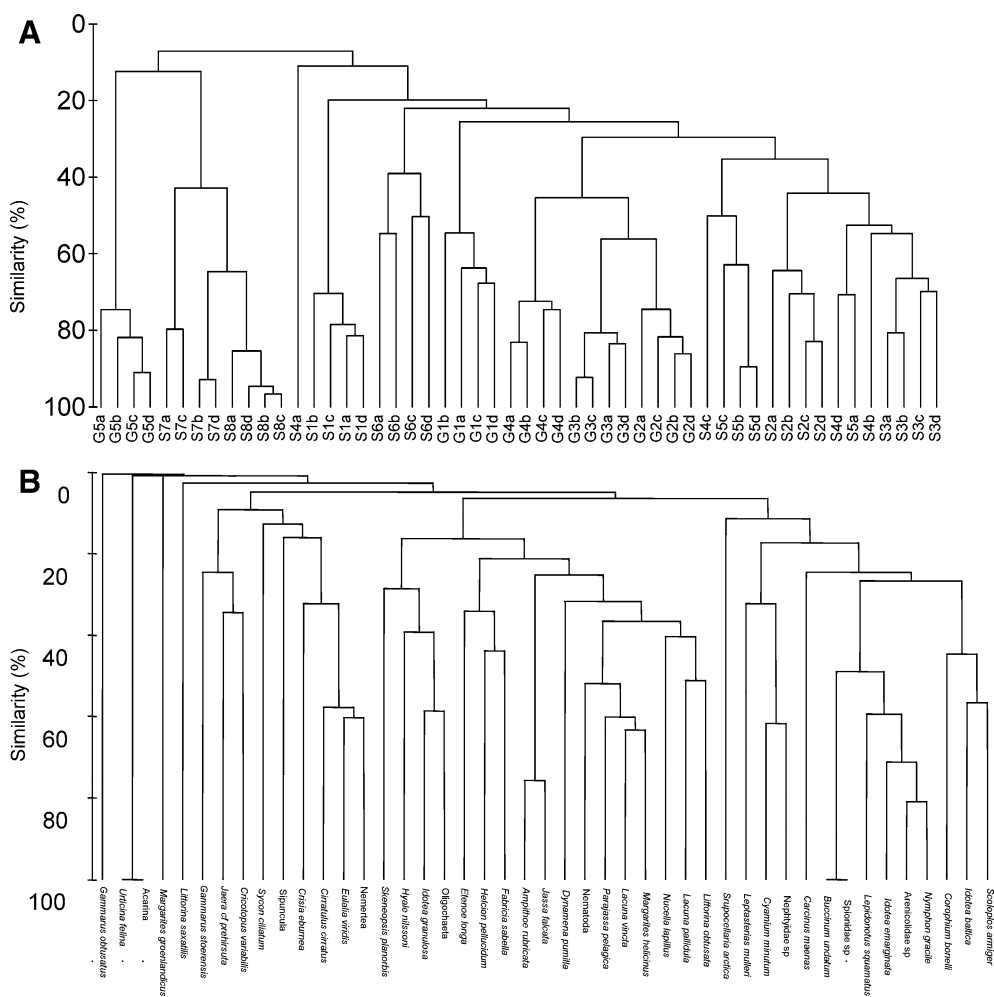 A
0
20
40
60
80
100
Similarity (%)
G5a
G5b
G5c
G5d
S7a
S7c
S7b
S7d
S8a
S8d
S8b
S8c
S4a
S1b
S1c
S1a
S1d
S6a
S6b
S6c
S6d
G1b
G1a
G1c
G1d
G4a
G4b
G4c
G4d
G3b
G3c
G3a
G3d
G2a
G2c
G2b
G2d
S4c
S5c
S5b
S5d
S2a
S2b
S2c
S2d
S4d
S5a
S4b
S3a
S3b
S3c
S3d
B
0
20
40
60
80
100
Similarity (%)
Gammarus obtusatus
Urticina felina
Acarina
Margarites groenlandicus
Littorina saxatilis
Gammarus stoerensis
Jaera cf prehirsuta
Cricotopus variabilis
Sycon ciliatum
Sipuncula
Crisia eburnea
Cirratulus cirratus
Eulalia viridis
Nemertea
Skeneopsis planorbis
Hyale nilssoni
Idotea granulosa
Oligochaeta
Eteone longa
Helcion pellucidum
Fabricia sabella
Ampithoe rubricata
Jassa falcata
Dynamena pumilla
Nematoda
Parajassa pelagica
Lacuna vincta
Margarites helicinus
Nucella lapillus
Lacuna pallidula
Littorina obtusata
Srupocellaria arctica
Leptasterias mulleri
Cyamium minutum
Nephtyidae sp
Carcinus maenas
Buccinum undatum
Spionidae sp
Lepidonotus squamatus
Idotea emarginata
Arenicolidae sp
Nymphon gracile
Corophium bonelli
Idotea baltica
Scoloplos armiger